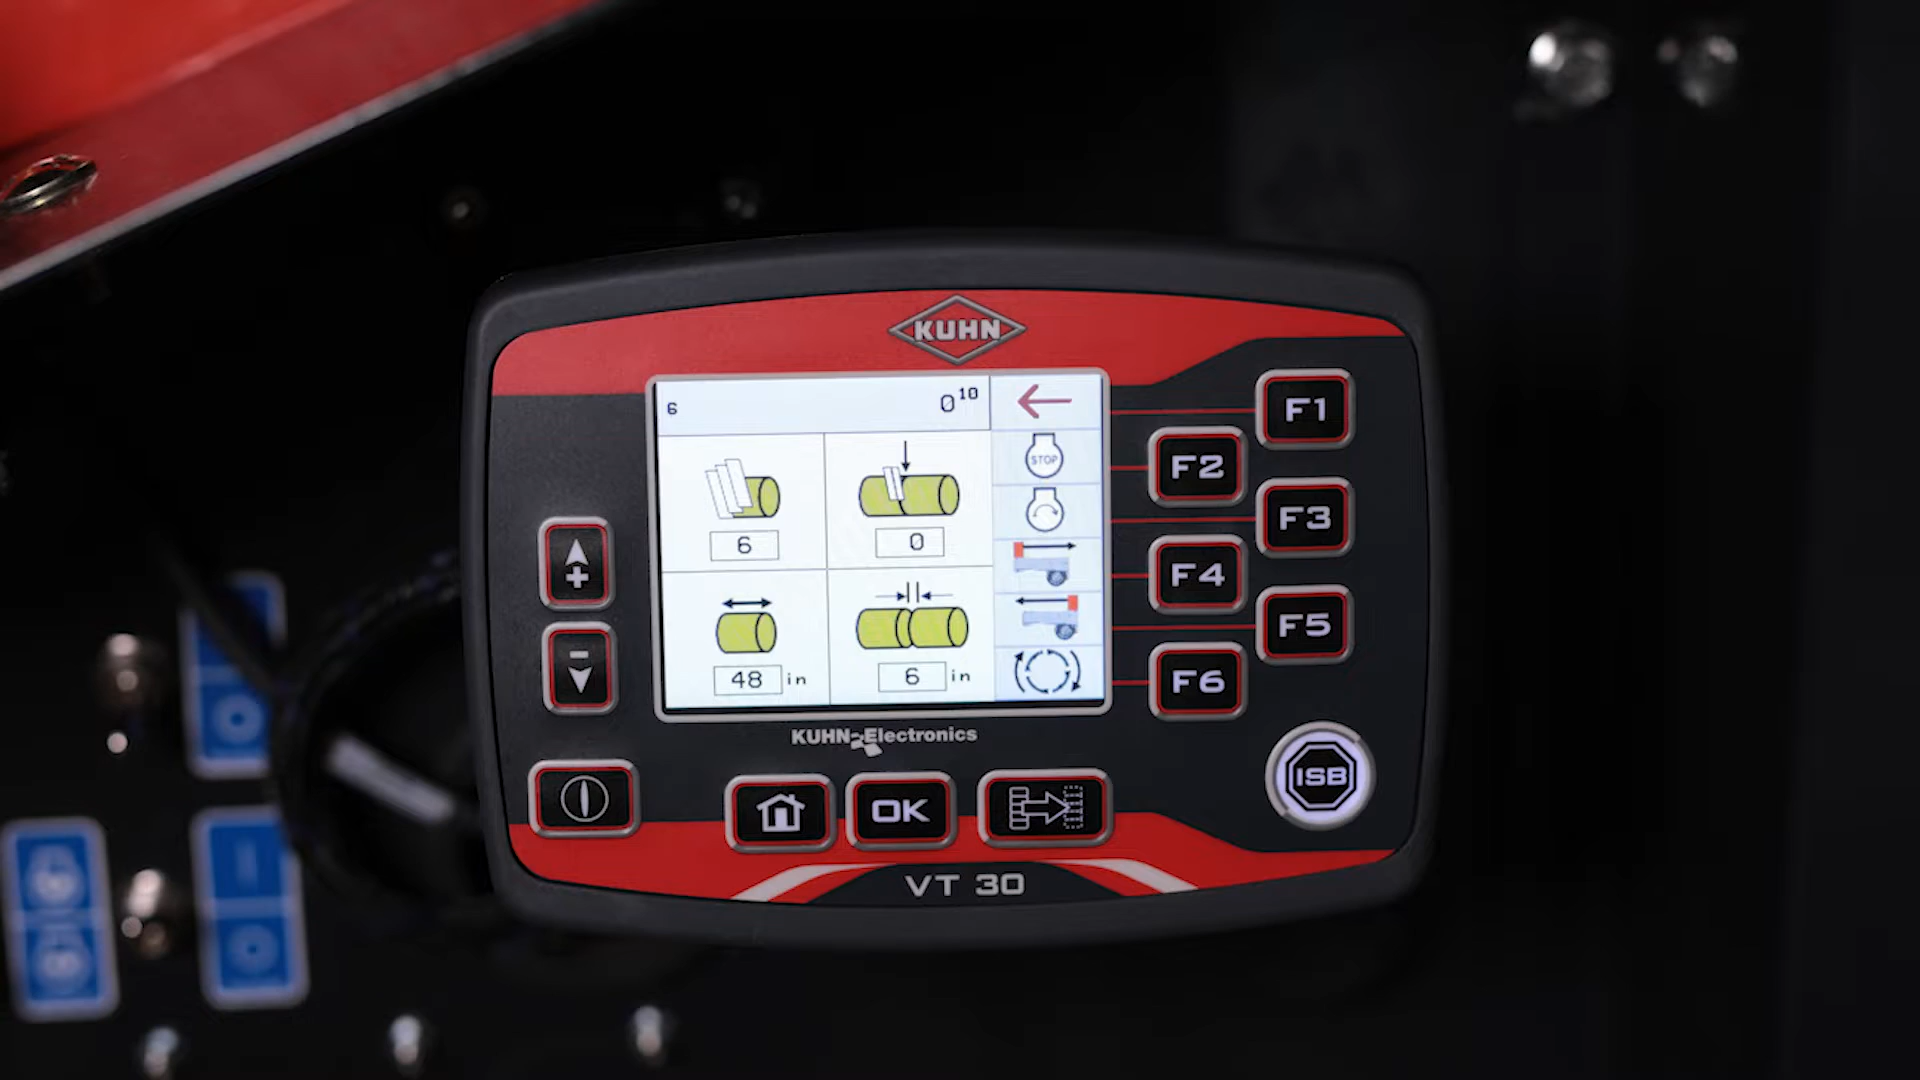 KUHN
6 0¹⁰
STOP
6
0
48 in
6 in
F1
F2
F3
F4
F5
F6
+
-
ISB
KUHN-Electronics
OK
VT 30